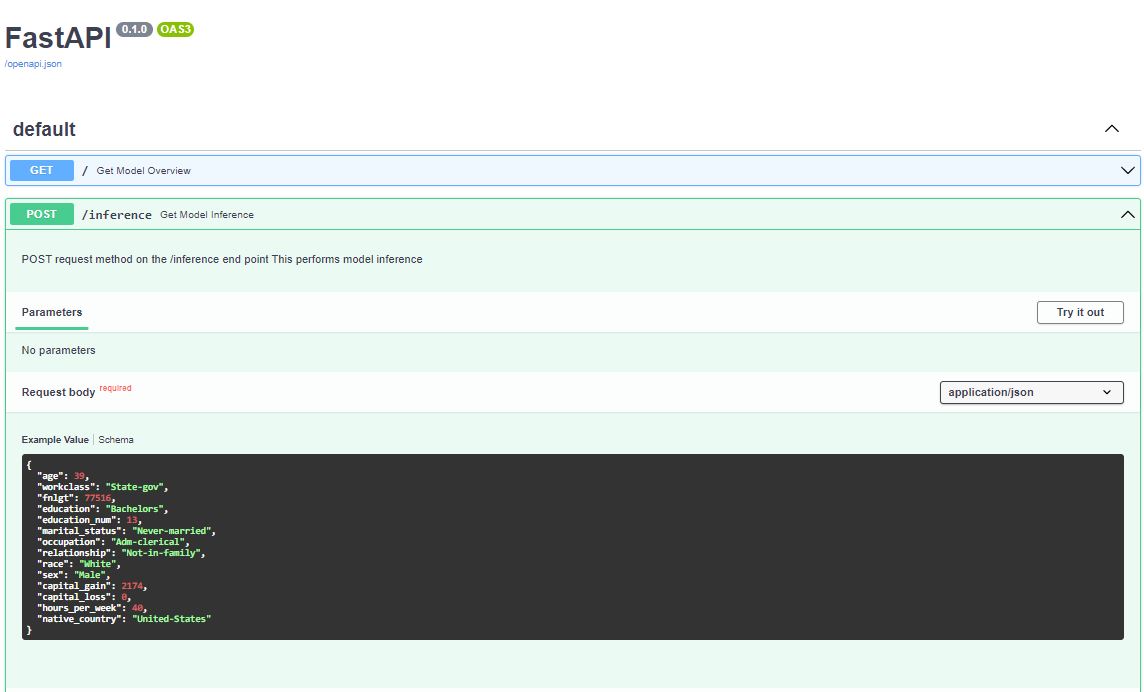 FastAPI 0.1.0 OAS3
/openapi.json
default
GET / Get Model Overview
POST /inference Get Model Inference
POST request method on the /inference end point This performs model inference
Parameters Try it out
No parameters
Request body required application/json
Example Value | Schema
{
  "age": 39,
  "workclass": "State-gov",
  "fnlgt": 77516,
  "education": "Bachelors",
  "education_num": 13,
  "marital_status": "Never-married",
  "occupation": "Adm-clerical",
  "relationship": "Not-in-family",
  "race": "White",
  "sex": "Male",
  "capital_gain": 2174,
  "capital_loss": 0,
  "hours_per_week": 40,
  "native_country": "United-States"
}